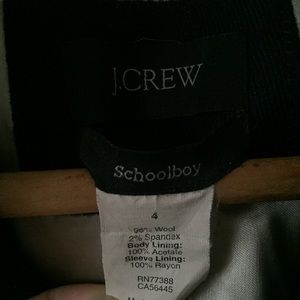 J.CREW
Schoolboy
4
98% Wool
2% Spandex
Body Lining:
100% Acetate
Sleeve Lining:
100% Rayon
RN77388
CA56445